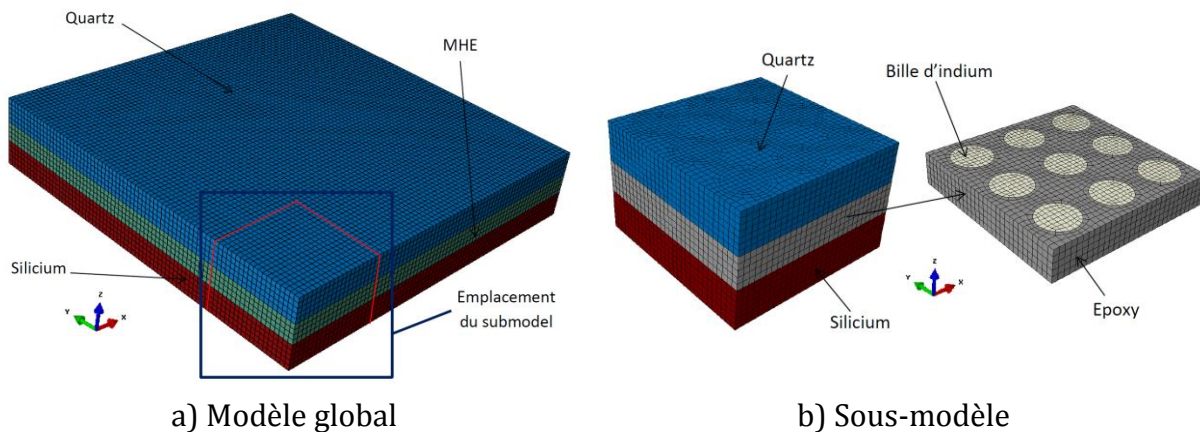 Quartz
MHE
Silicium
Emplacement
du submodel
Z
Y
X
a) Modèle global
Quartz
Bille d'indium
Silicium
Epoxy
Z
Y
X
b) Sous-modèle